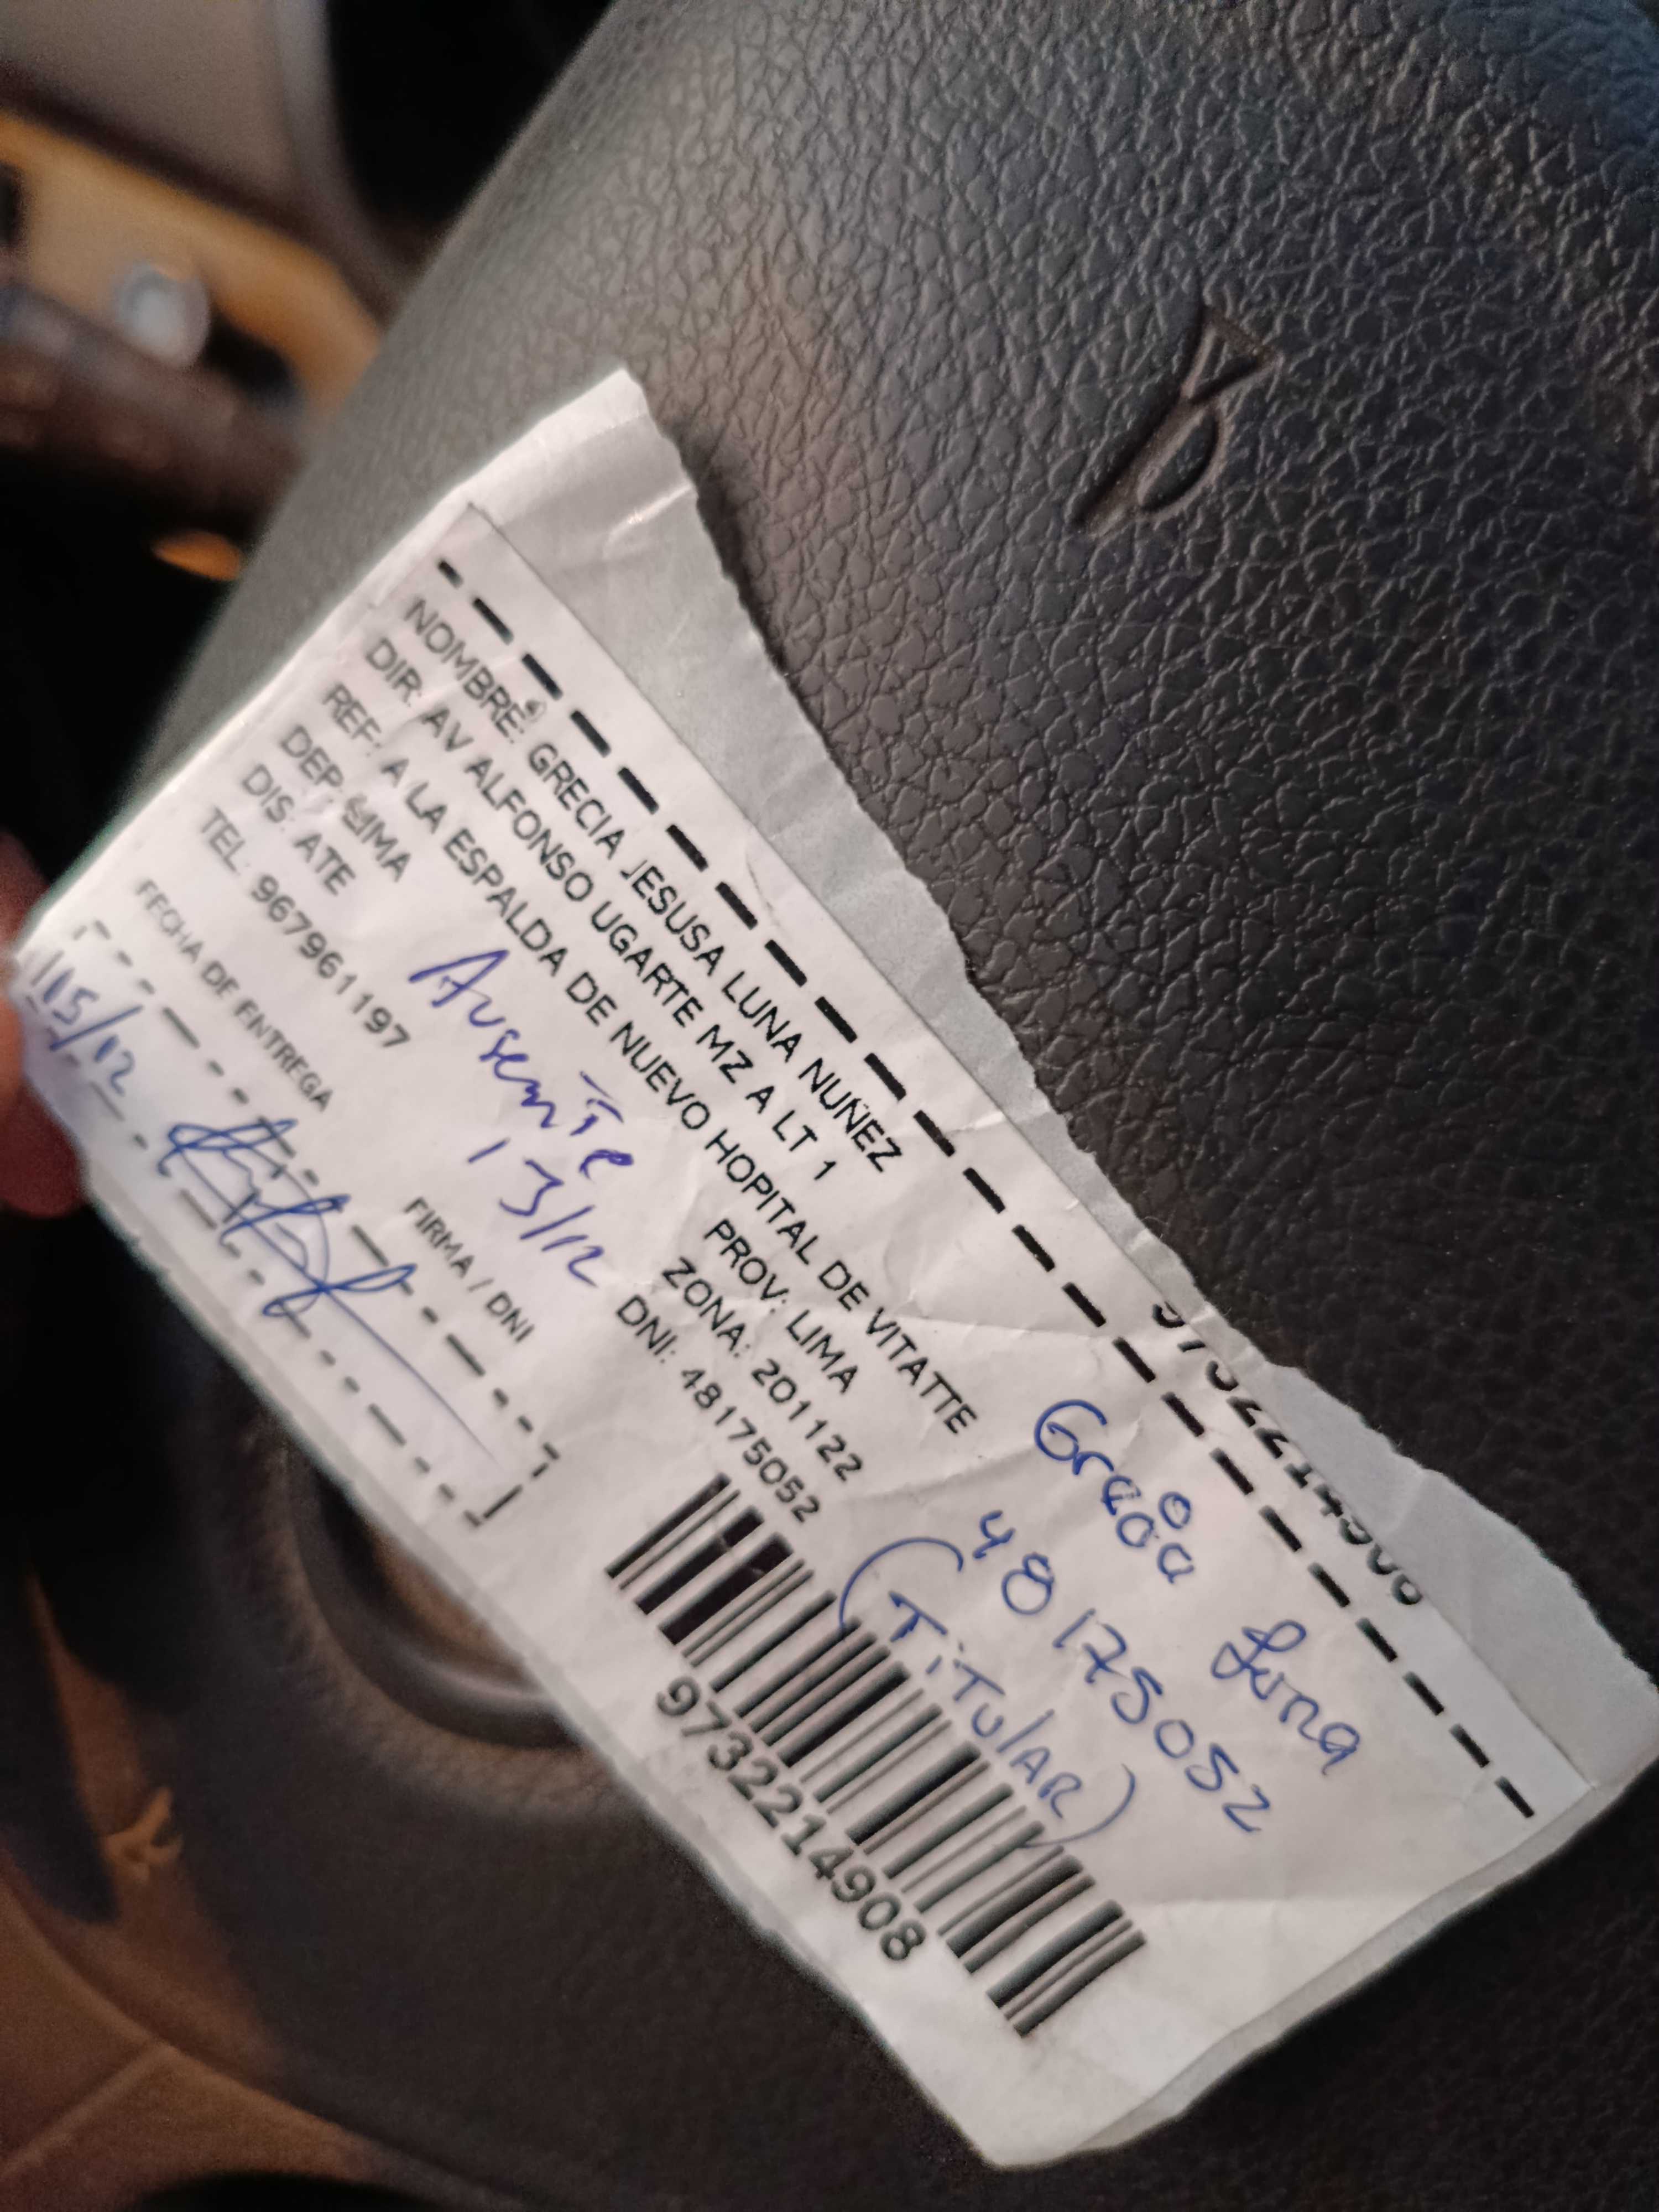 9732214908
NOMBRE: GRECIA JESUSA LUNA NUÑEZ
DIR: AV ALFONSO UGARTE MZ A LT 1
REF: A LA ESPALDA DE NUEVO HOPITAL DE VITATTE
DEP: LIMA PROV: LIMA
DIS: ATE ZONA: 201122
TEL: 967961197 DNI: 48175052
Grecia Luna
48175052
(TiTulAR)
Ausente
13/12
FECHA DE ENTREGA FIRMA / DNI
15/12
9732214908